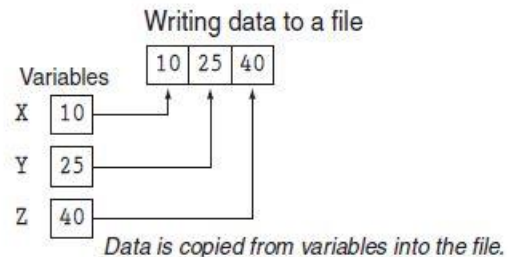 Writing data to a file
10 25 40
Variables
X 10
Y 25
Z 40
Data is copied from variables into the file.